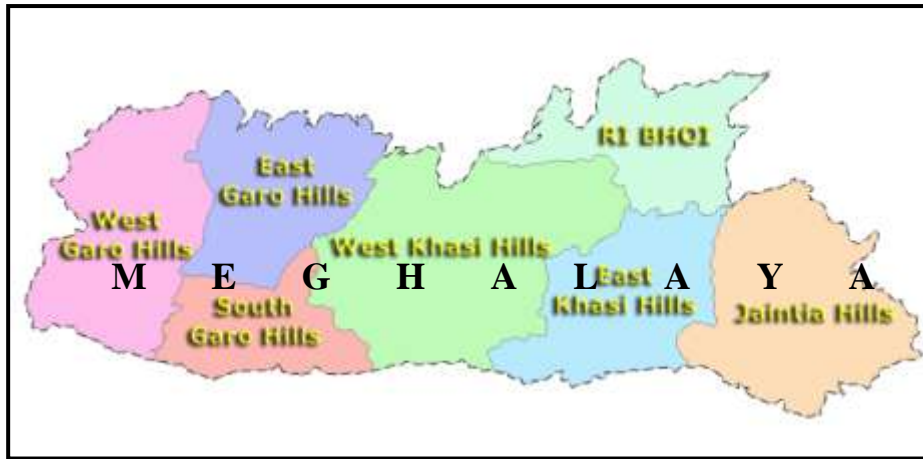 RI BHOI
East
Garo Hills
West
Garo Hills
West Khasi Hills
MEGHALAYA
East
Khasi Hills
South
Garo Hills
Jaintia Hills